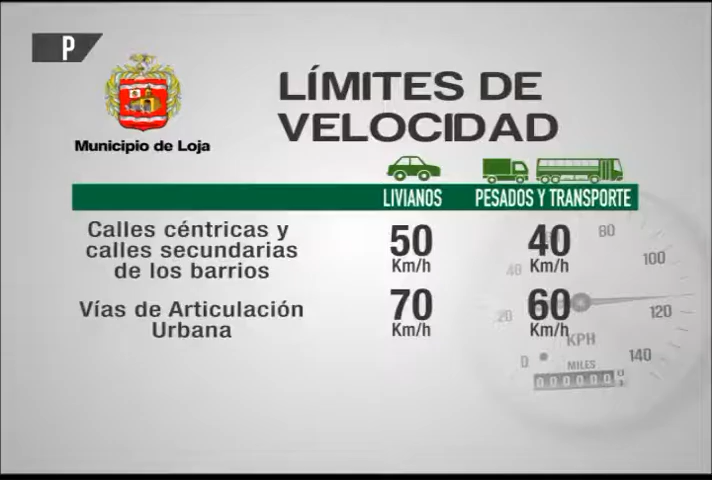 P
LÍMITES DE
VELOCIDAD
Municipio de Loja
LIVIANOS PESADOS Y TRANSPORTE
Calles céntricas y
calles secundarias
de los barrios
50 Km/h 40 Km/h
Vías de Articulación
Urbana
70 Km/h 60 Km/h
0 20 40 60 80 100 120 140
KPH
MILES